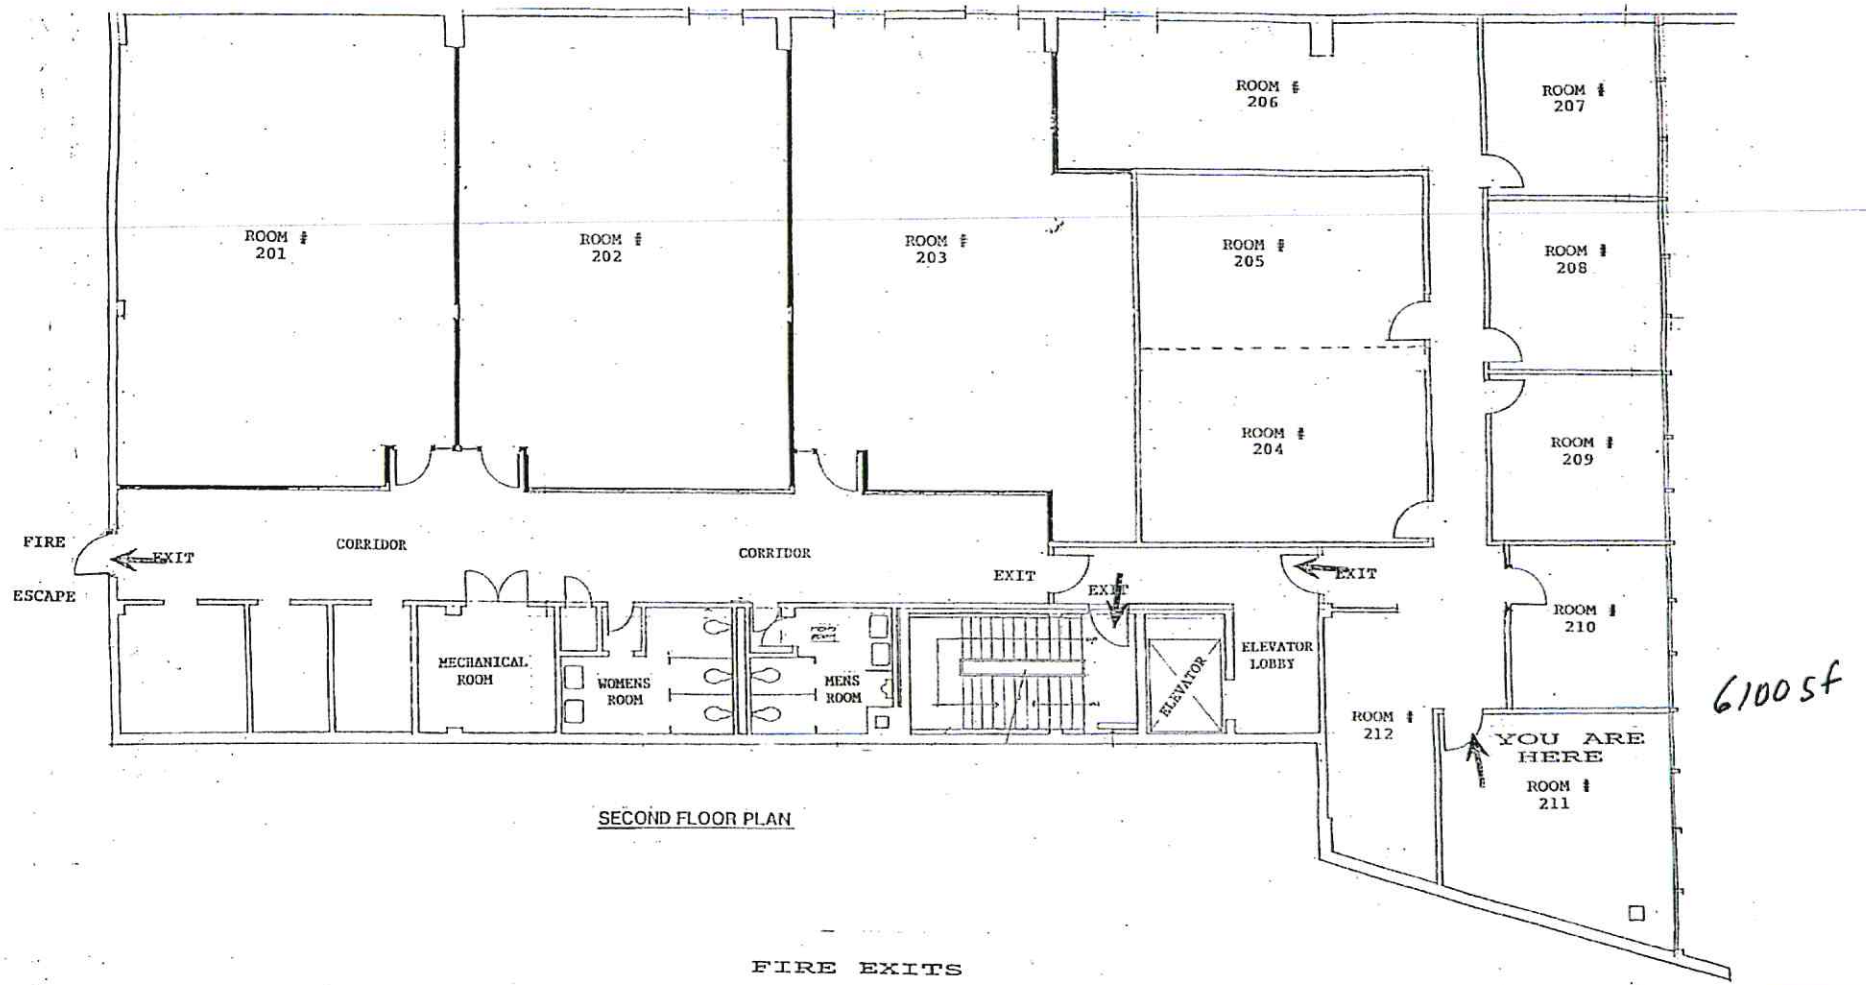 ROOM #
206
ROOM #
207
ROOM #
201
ROOM #
202
ROOM #
203
ROOM #
205
ROOM #
208
ROOM #
204
ROOM #
209
FIRE
ESCAPE
EXIT
CORRIDOR
CORRIDOR
EXIT
EXIT
EXIT
MECHANICAL
ROOM
WOMENS
ROOM
MENS
ROOM
ELEVATOR
ELEVATOR
LOBBY
ROOM #
210
ROOM #
212
YOU ARE
HERE
ROOM #
211
6100 sf
SECOND FLOOR PLAN
FIRE EXITS